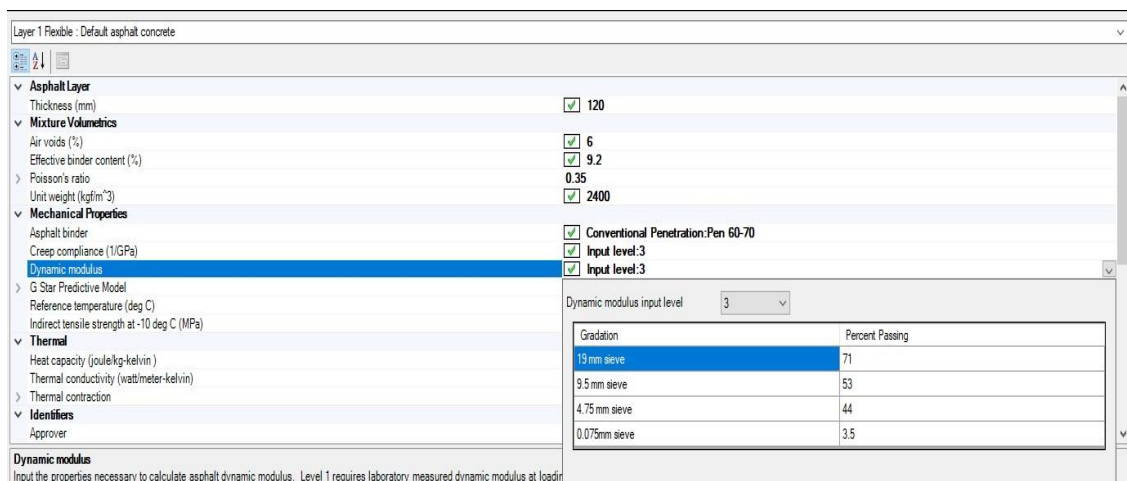 Layer 1 Flexible : Default asphalt concrete
Asphalt Layer
Thickness (mm) 120
Mixture Volumetrics
Air voids (%) 6
Effective binder content (%) 9.2
Poisson's ratio 0.35
Unit weight (kgf/m^3) 2400
Mechanical Properties
Asphalt binder Conventional Penetration:Pen 60-70
Creep compliance (1/GPa) Input level:3
Dynamic modulus Input level:3
G Star Predictive Model
Reference temperature (deg C)
Indirect tensile strength at -10 deg C (MPa)
Thermal
Heat capacity (joule/kg-kelvin )
Thermal conductivity (watt/meter-kelvin)
Thermal contraction
Identifiers
Approver
Dynamic modulus input level 3
Gradation Percent Passing
19 mm sieve 71
9.5 mm sieve 53
4.75 mm sieve 44
0.075mm sieve 3.5
Dynamic modulus
Input the properties necessary to calculate asphalt dynamic modulus. Level 1 requires laboratory measured dynamic modulus at loadin